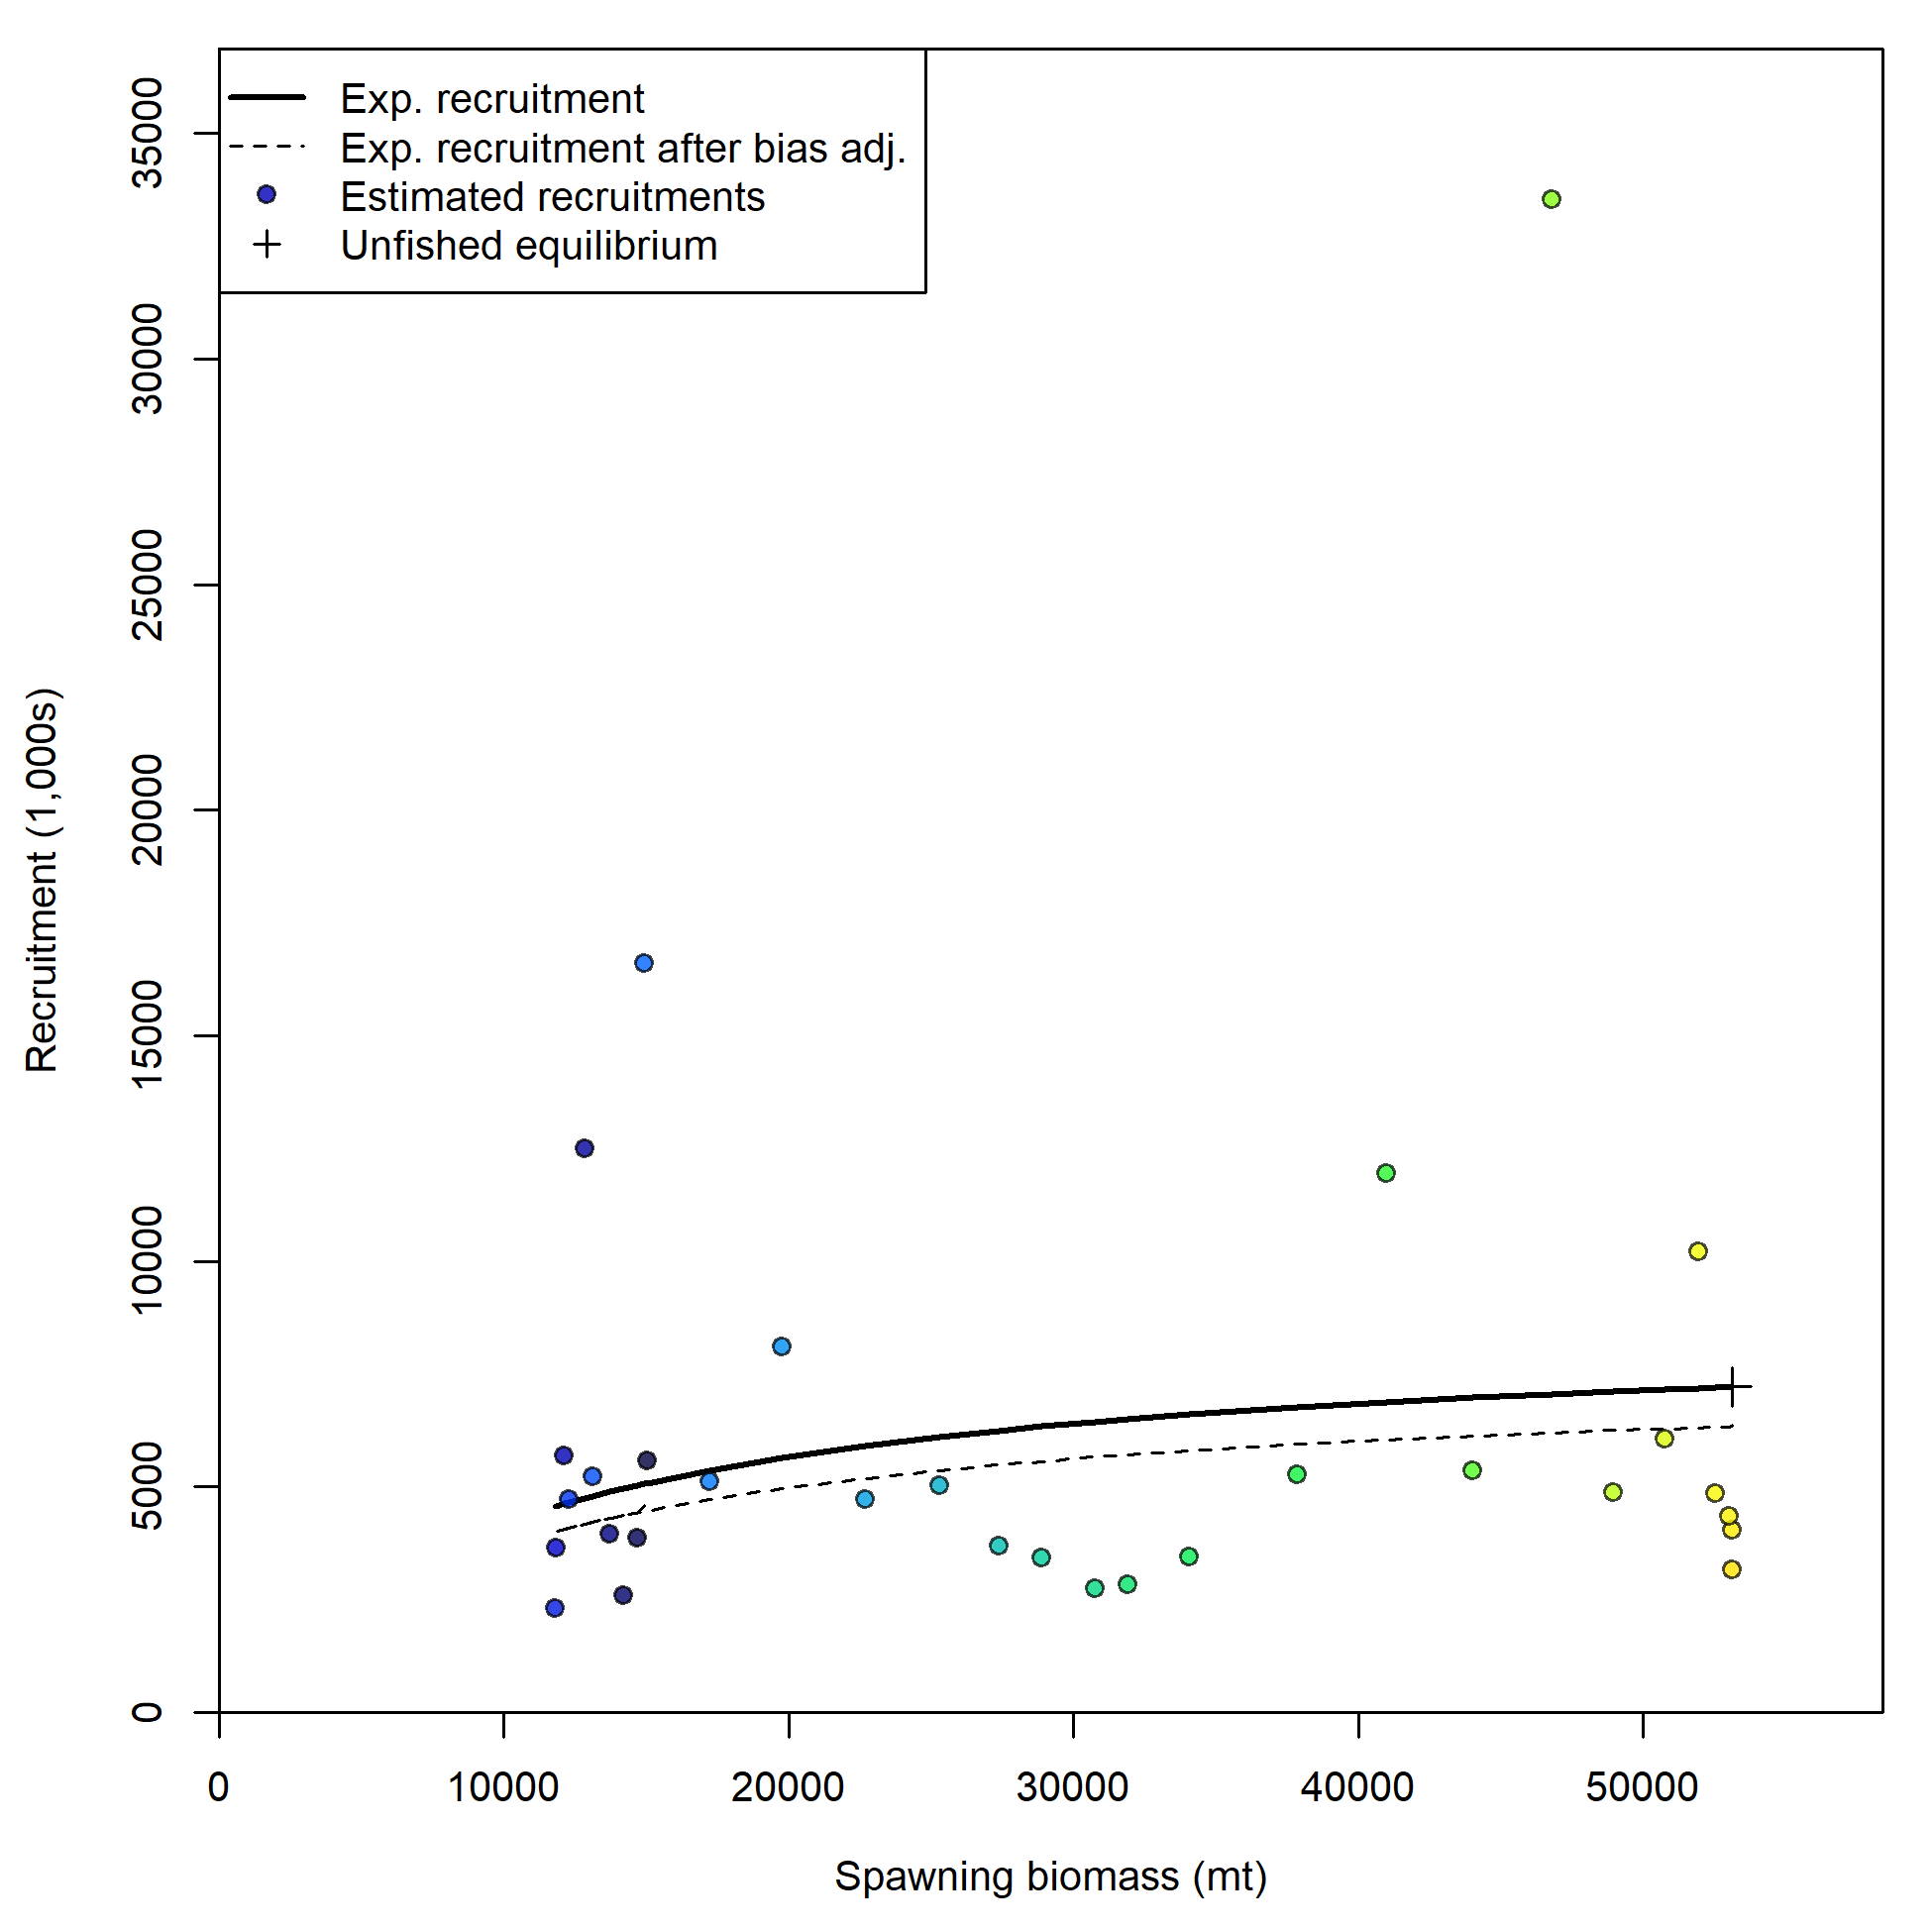 Exp. recruitment
Exp. recruitment after bias adj.
Estimated recruitments
Unfished equilibrium
Recruitment (1,000s)
35000
30000
25000
20000
15000
10000
5000
0
0 10000 20000 30000 40000 50000
Spawning biomass (mt)